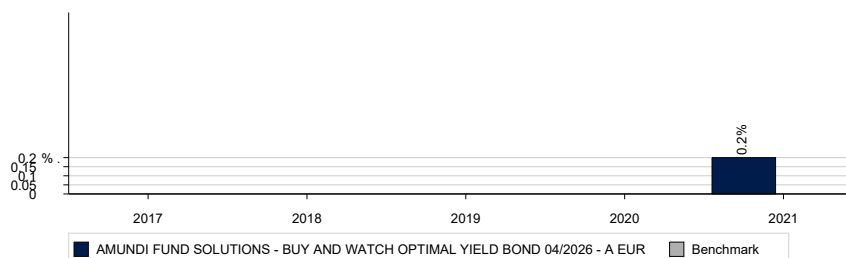 0.2%
0.2 % .
0.15
0.1
0.05
0
2017 2018 2019 2020 2021
AMUNDI FUND SOLUTIONS - BUY AND WATCH OPTIMAL YIELD BOND 04/2026 - A EUR Benchmark